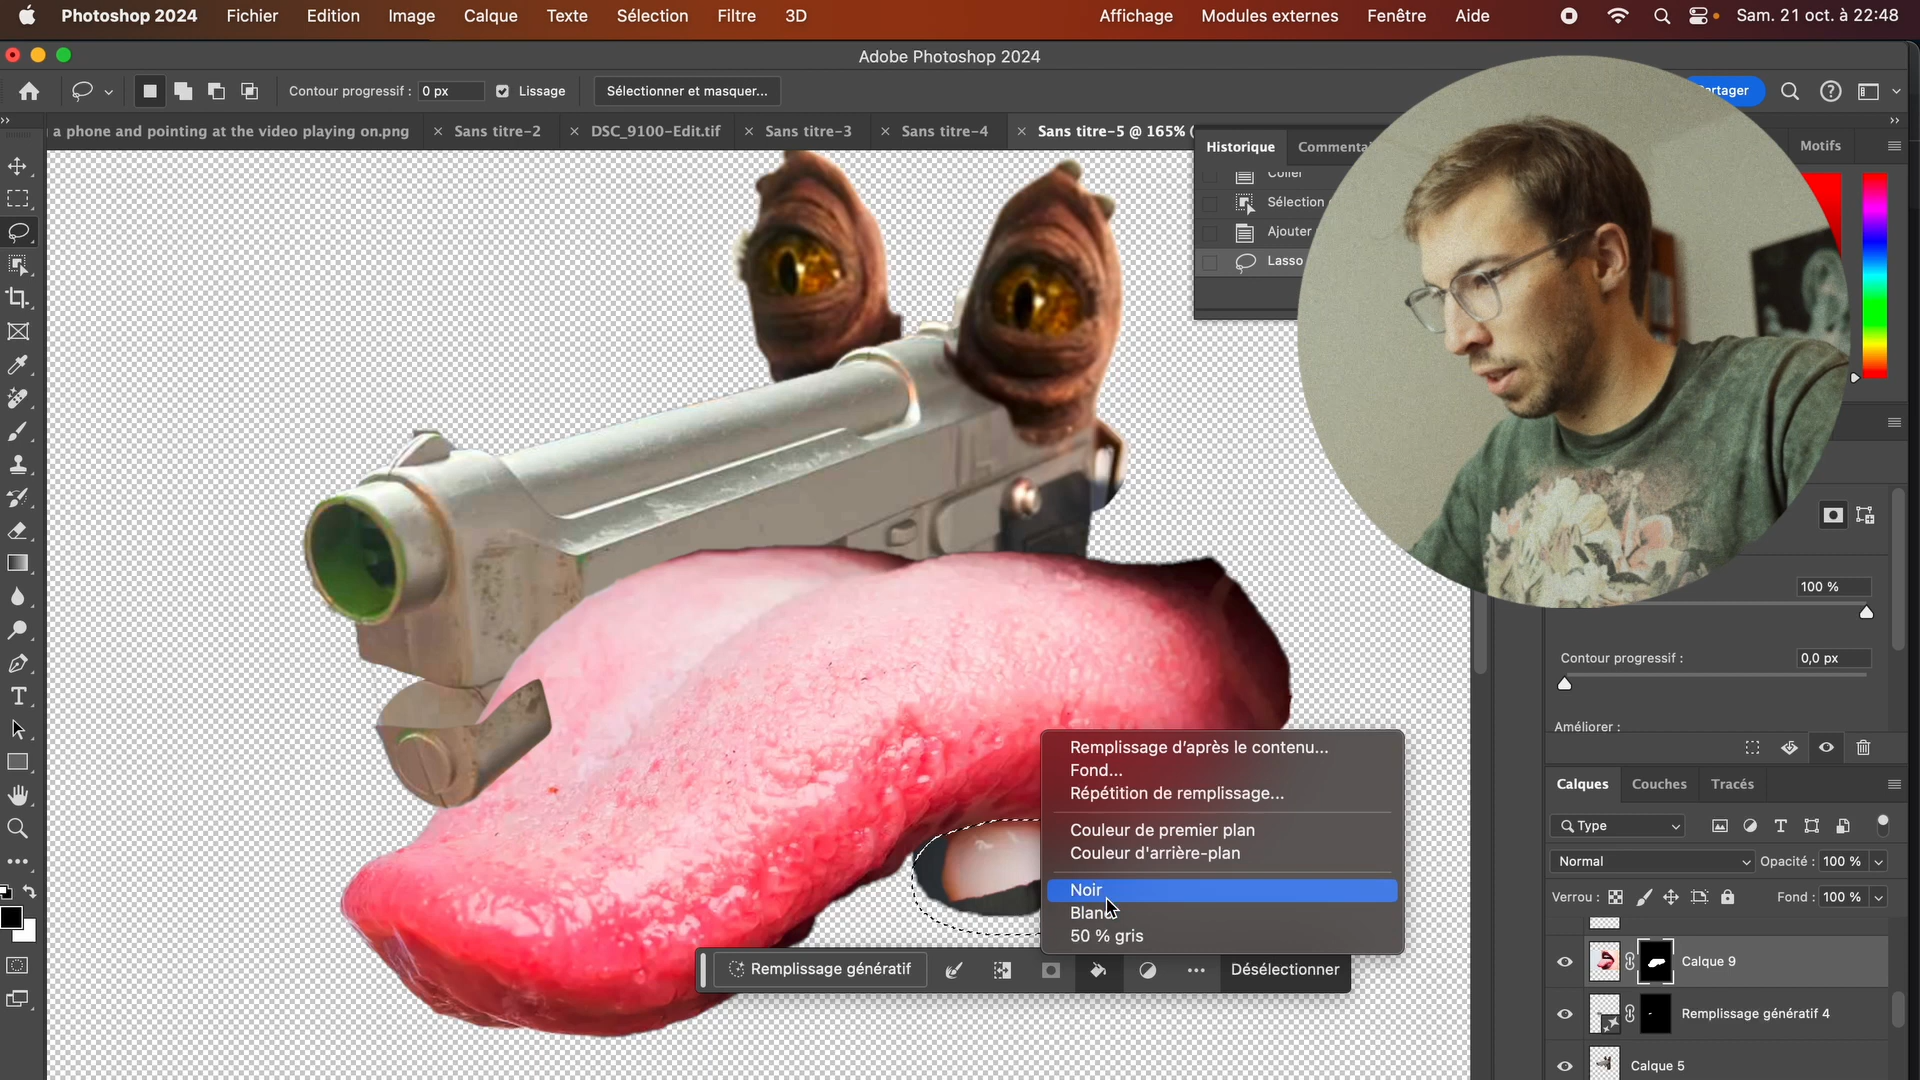 Photoshop 2024 Fichier Edition Image Calque Texte Sélection Filtre 3D Affichage Modules externes Fenêtre Aide Sam. 21 oct. à 22:48
Adobe Photoshop 2024
Contour progressif : 0 px Lissage Sélectionner et masquer... Partager
a phone and pointing at the video playing on.png × Sans titre-2 × DSC_9100-Edit.tif × Sans titre-3 × Sans titre-4 × Sans titre-5 @ 165% (
Historique Commentai Motifs
Coller
Sélection
Ajouter
Lasso
100 %
Contour progressif : 0,0 px
Améliorer :
Remplissage d'après le contenu...
Fond...
Répétition de remplissage...
Couleur de premier plan
Couleur d'arrière-plan
Noir
Blanc
50 % gris
Remplissage génératif Désélectionner
Calques Couches Tracés
Type
Normal Opacité : 100 %
Verrou : Fond : 100 %
Calque 9
Remplissage génératif 4
Calque 5